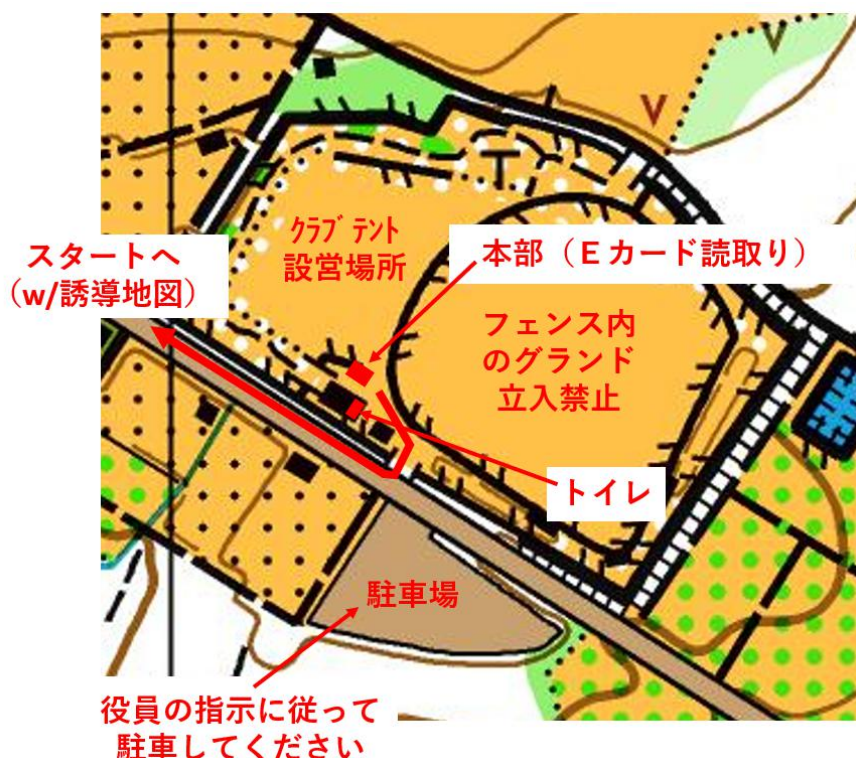 ｸﾗﾌﾞ ﾃﾝﾄ
設営場所
本部（Ｅカード読取り）
スタートへ
（w/誘導地図）
フェンス内
のグランド
立入禁止
トイレ
駐車場
役員の指示に従って
駐車してください